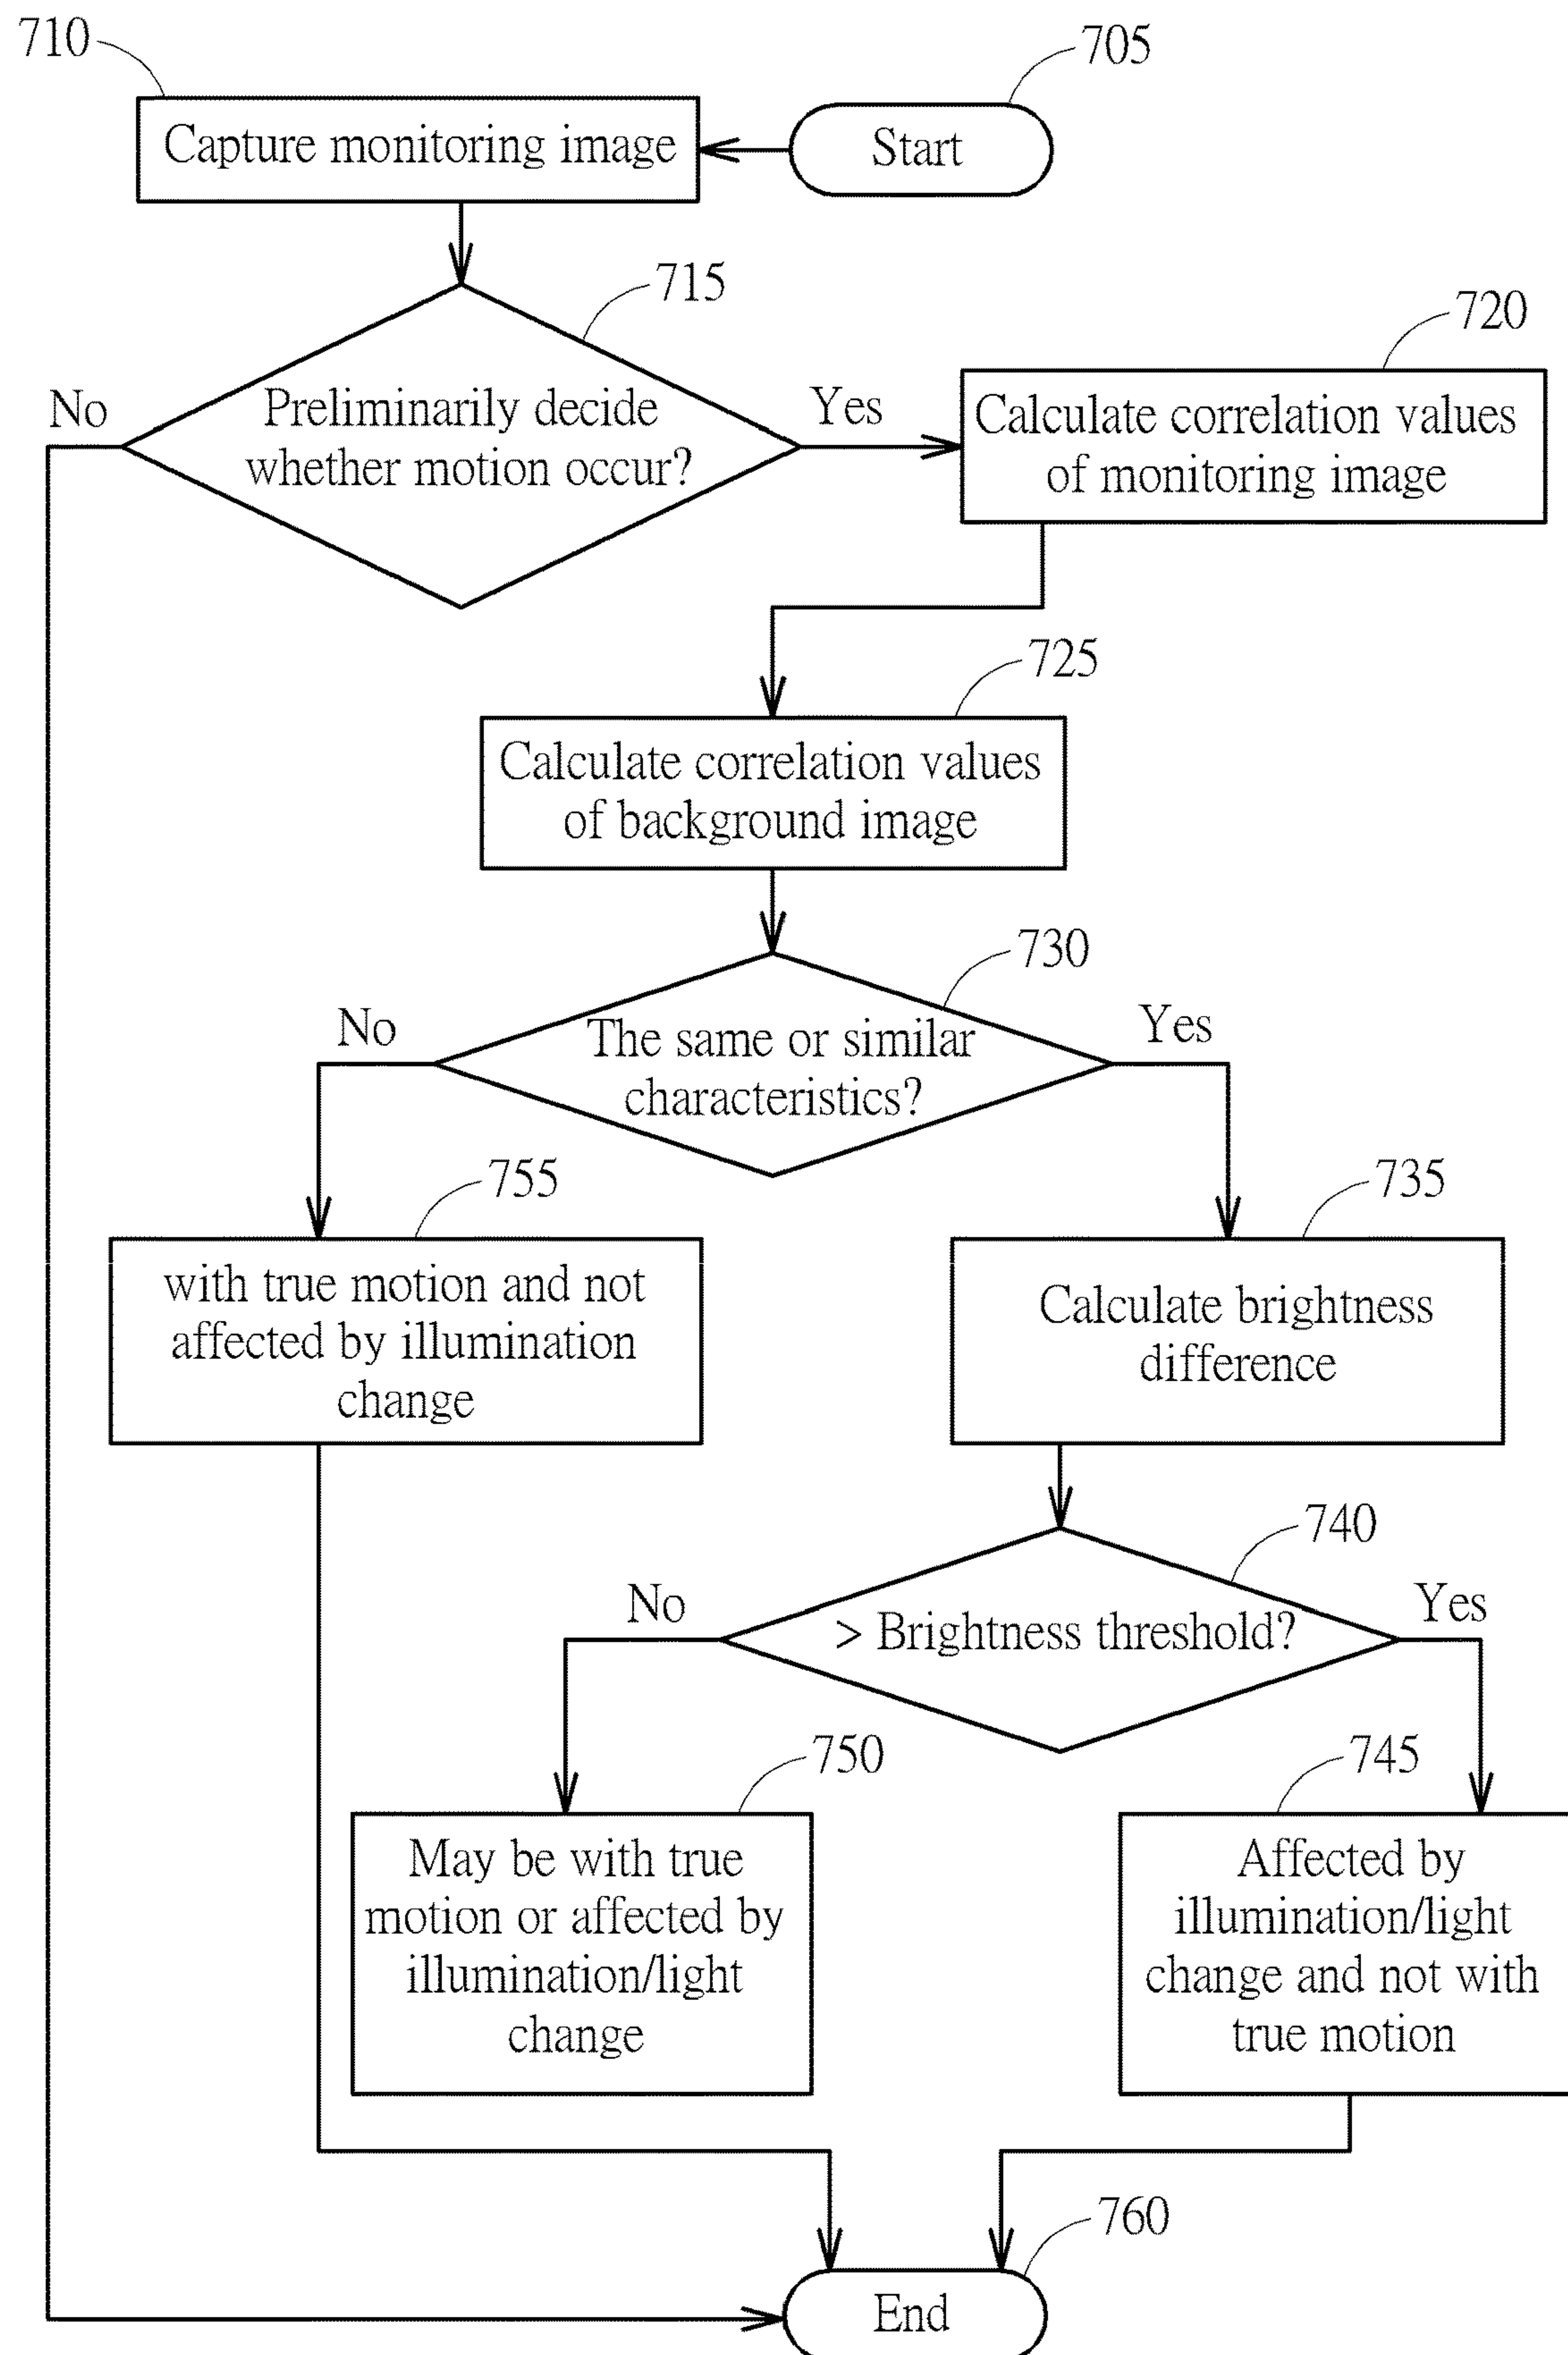 710
705
Capture monitoring image
Start
715
720
No
Preliminarily decide
whether motion occur?
Yes
Calculate correlation values
of monitoring image
725
Calculate correlation values
of background image
730
No
The same or similar
characteristics?
Yes
755
735
with true motion and not
affected by illumination
change
Calculate brightness
difference
740
No
> Brightness threshold?
Yes
750
745
May be with true
motion or affected by
illumination/light
change
Affected by
illumination/light
change and not with
true motion
760
End